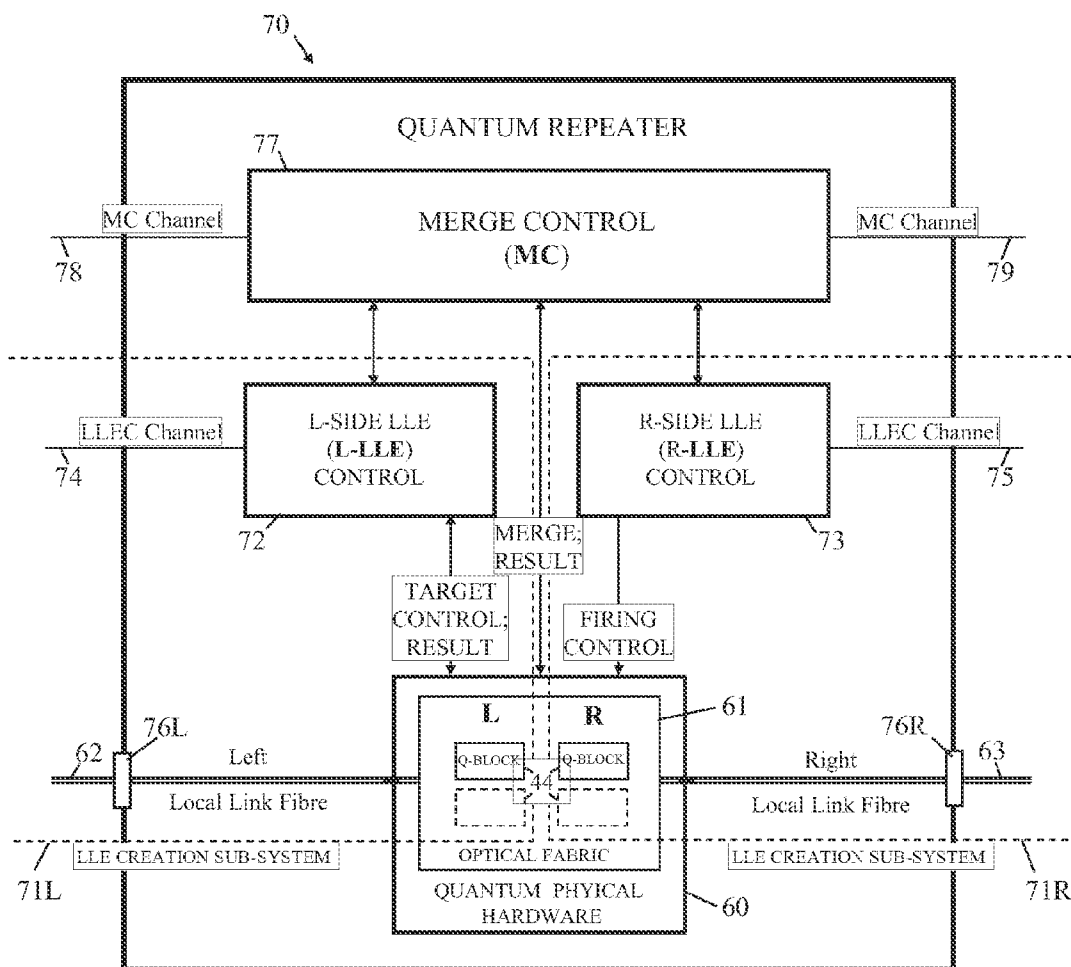 70
QUANTUM REPEATER
77
MC Channel
MERGE CONTROL
(MC)
MC Channel
78
79
LLEC Channel
L-SIDE LLE
(L-LLE)
CONTROL
R-SIDE LLE
(R-LLE)
CONTROL
LLEC Channel
74
75
72
73
MERGE;
RESULT
TARGET
CONTROL;
RESULT
FIRING
CONTROL
L
R
61
76L
76R
62
Left
Q-BLOCK
Q-BLOCK
Right
63
44
Local Link Fibre
Local Link Fibre
LLE CREATION SUB-SYSTEM
OPTICAL FABRIC
LLE CREATION SUB-SYSTEM
71L
71R
QUANTUM PHYICAL
HARDWARE
60